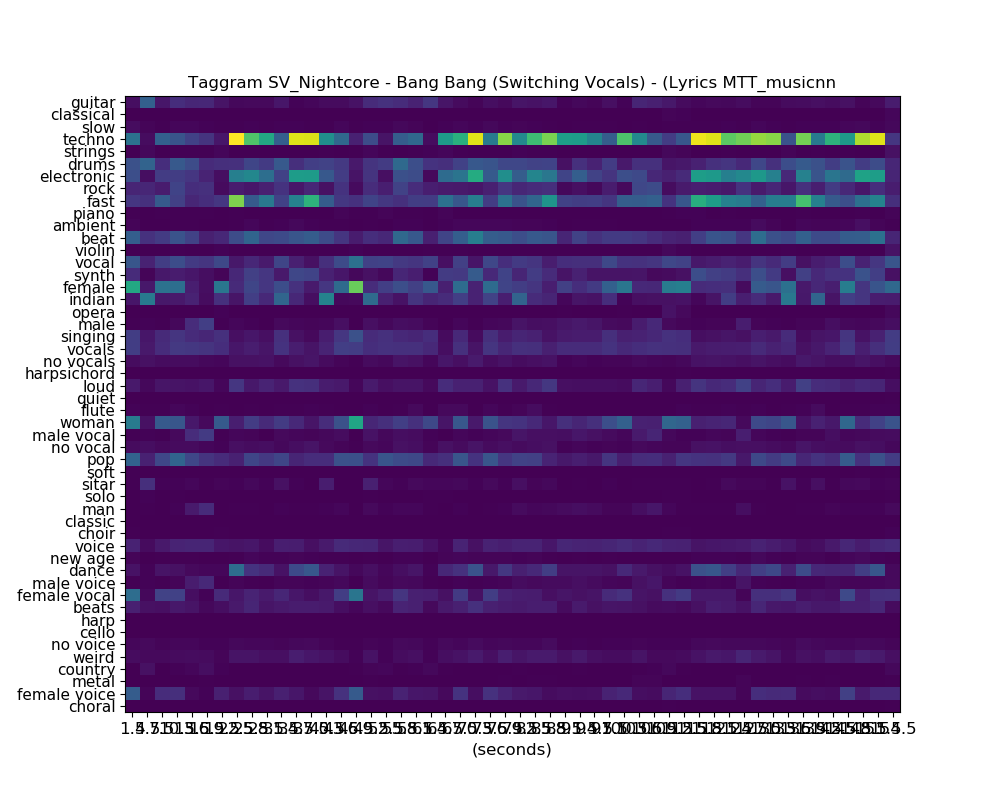 Taggram SV_Nightcore - Bang Bang (Switching Vocals) - (Lyrics MTT_musicnn
guitar
classical
slow
techno
strings
drums
electronic
rock
fast
piano
ambient
beat
violin
vocal
synth
female
indian
opera
male
singing
vocals
no vocals
harpsichord
loud
quiet
flute
woman
male vocal
no vocal
pop
soft
sitar
solo
man
classic
choir
voice
new age
dance
male voice
female vocal
beats
harp
cello
no voice
weird
country
metal
female voice
choral
(seconds)